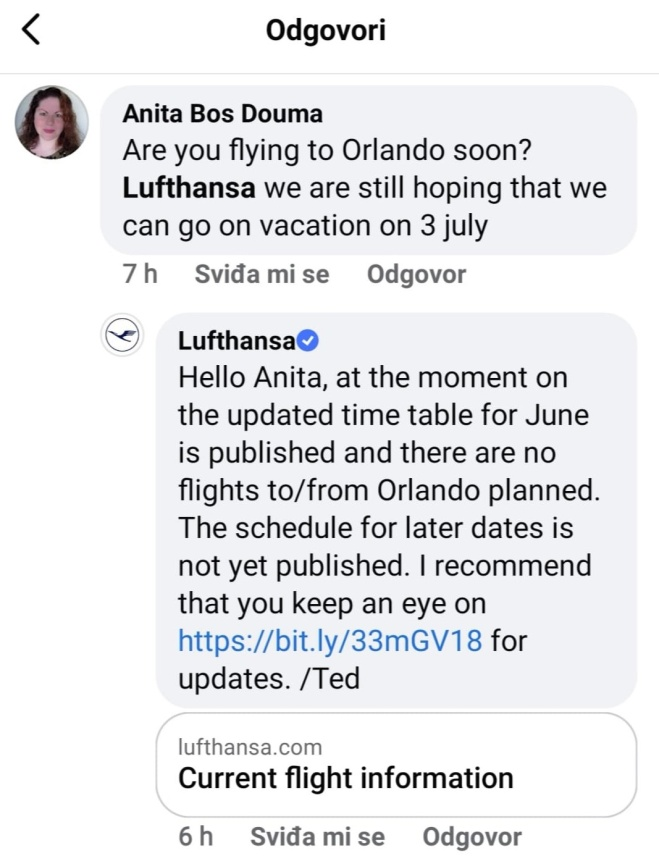 Odgovori
Anita Bos Douma
Are you flying to Orlando soon?
Lufthansa we are still hoping that we
can go on vacation on 3 july
7 h Sviđa mi se Odgovor
Lufthansa
Hello Anita, at the moment on
the updated time table for June
is published and there are no
flights to/from Orlando planned.
The schedule for later dates is
not yet published. I recommend
that you keep an eye on
https://bit.ly/33mGV18 for
updates. /Ted
lufthansa.com
Current flight information
6 h Sviđa mi se Odgovor